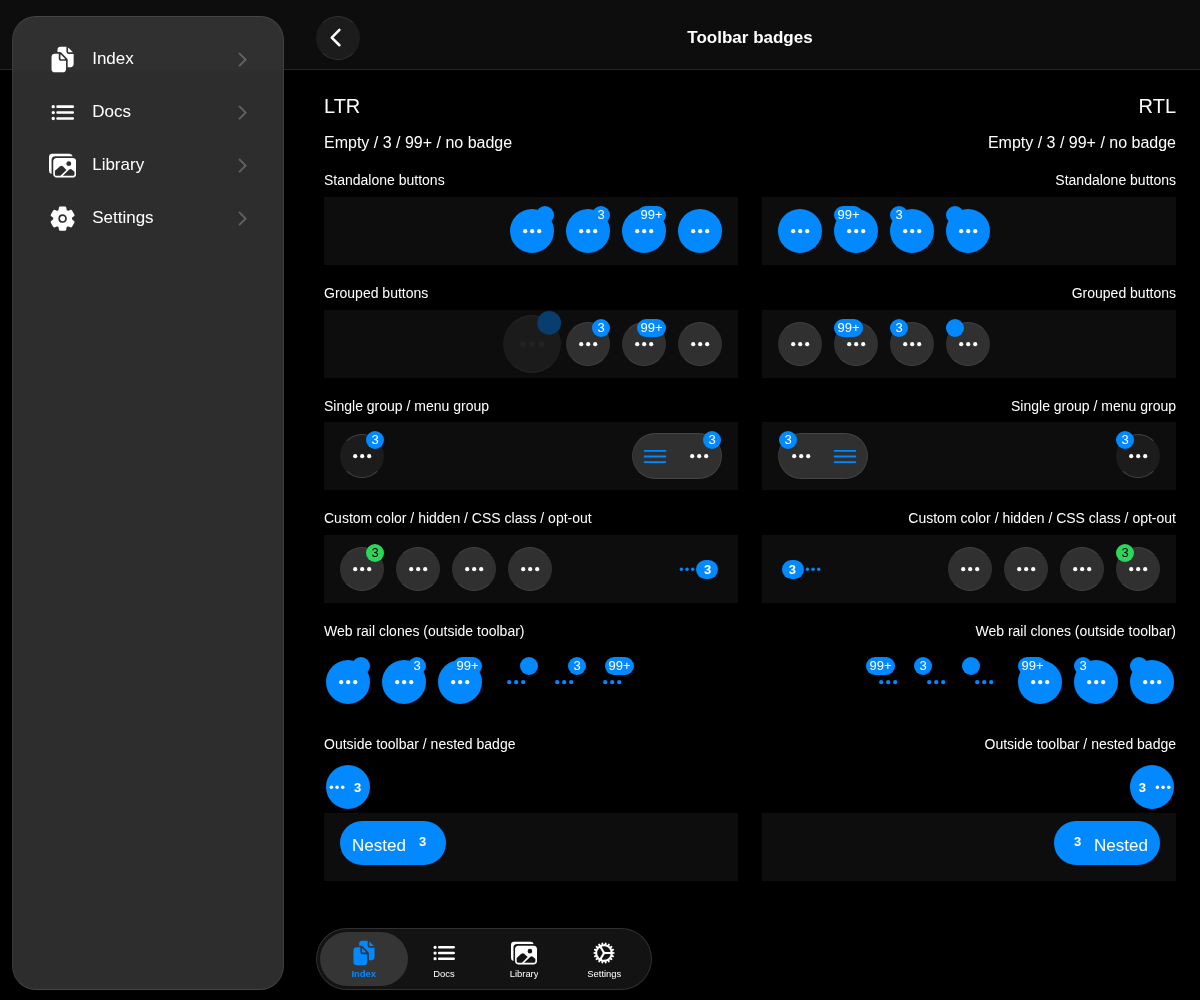 Toolbar badges
Index
Docs
Library
Settings
LTR
RTL
Empty / 3 / 99+ / no badge
Empty / 3 / 99+ / no badge
Standalone buttons
Standalone buttons
3 99+
99+ 3
Grouped buttons
Grouped buttons
3 99+
99+ 3
Single group / menu group
Single group / menu group
3 3
3 3
Custom color / hidden / CSS class / opt-out
Custom color / hidden / CSS class / opt-out
3 3
3 3
Web rail clones (outside toolbar)
Web rail clones (outside toolbar)
3 99+ 3 99+
99+ 3 99+ 3
Outside toolbar / nested badge
Outside toolbar / nested badge
3
3
Nested 3
3 Nested
Index
Docs
Library
Settings